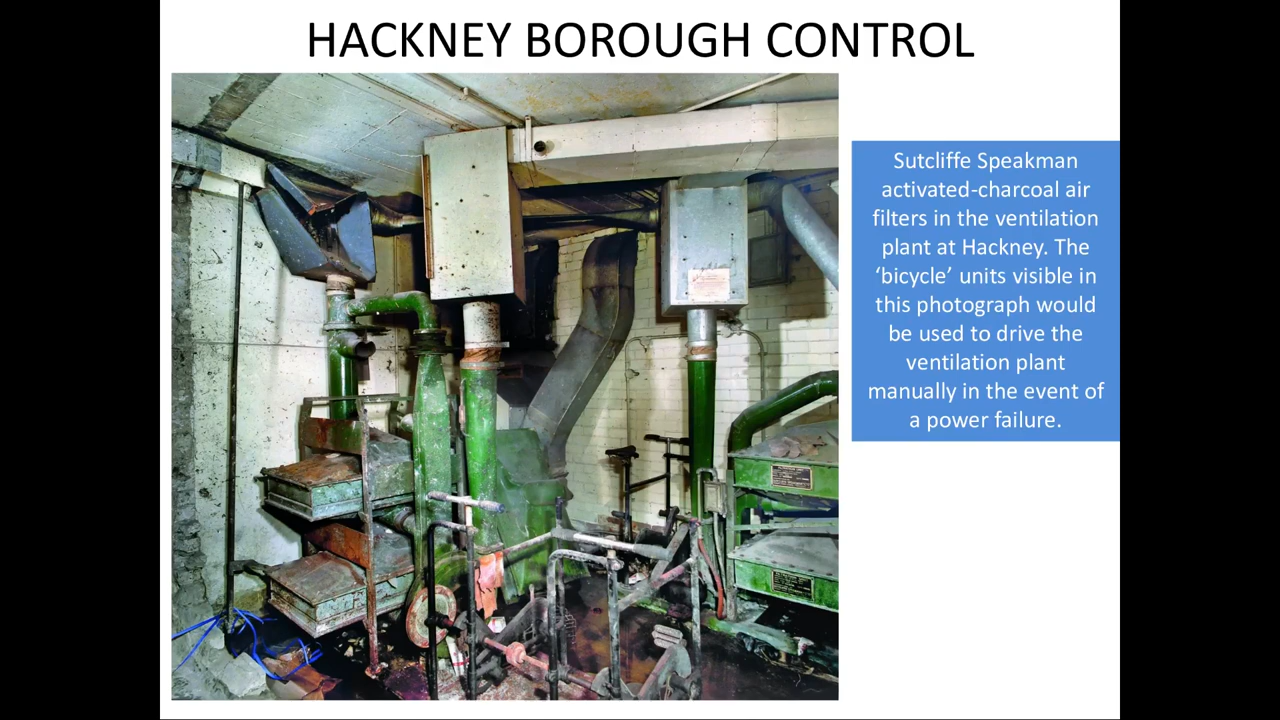 HACKNEY BOROUGH CONTROL
Sutcliffe Speakman
activated-charcoal air
filters in the ventilation
plant at Hackney. The
‘bicycle’ units visible in
this photograph would
be used to drive the
ventilation plant
manually in the event of
a power failure.